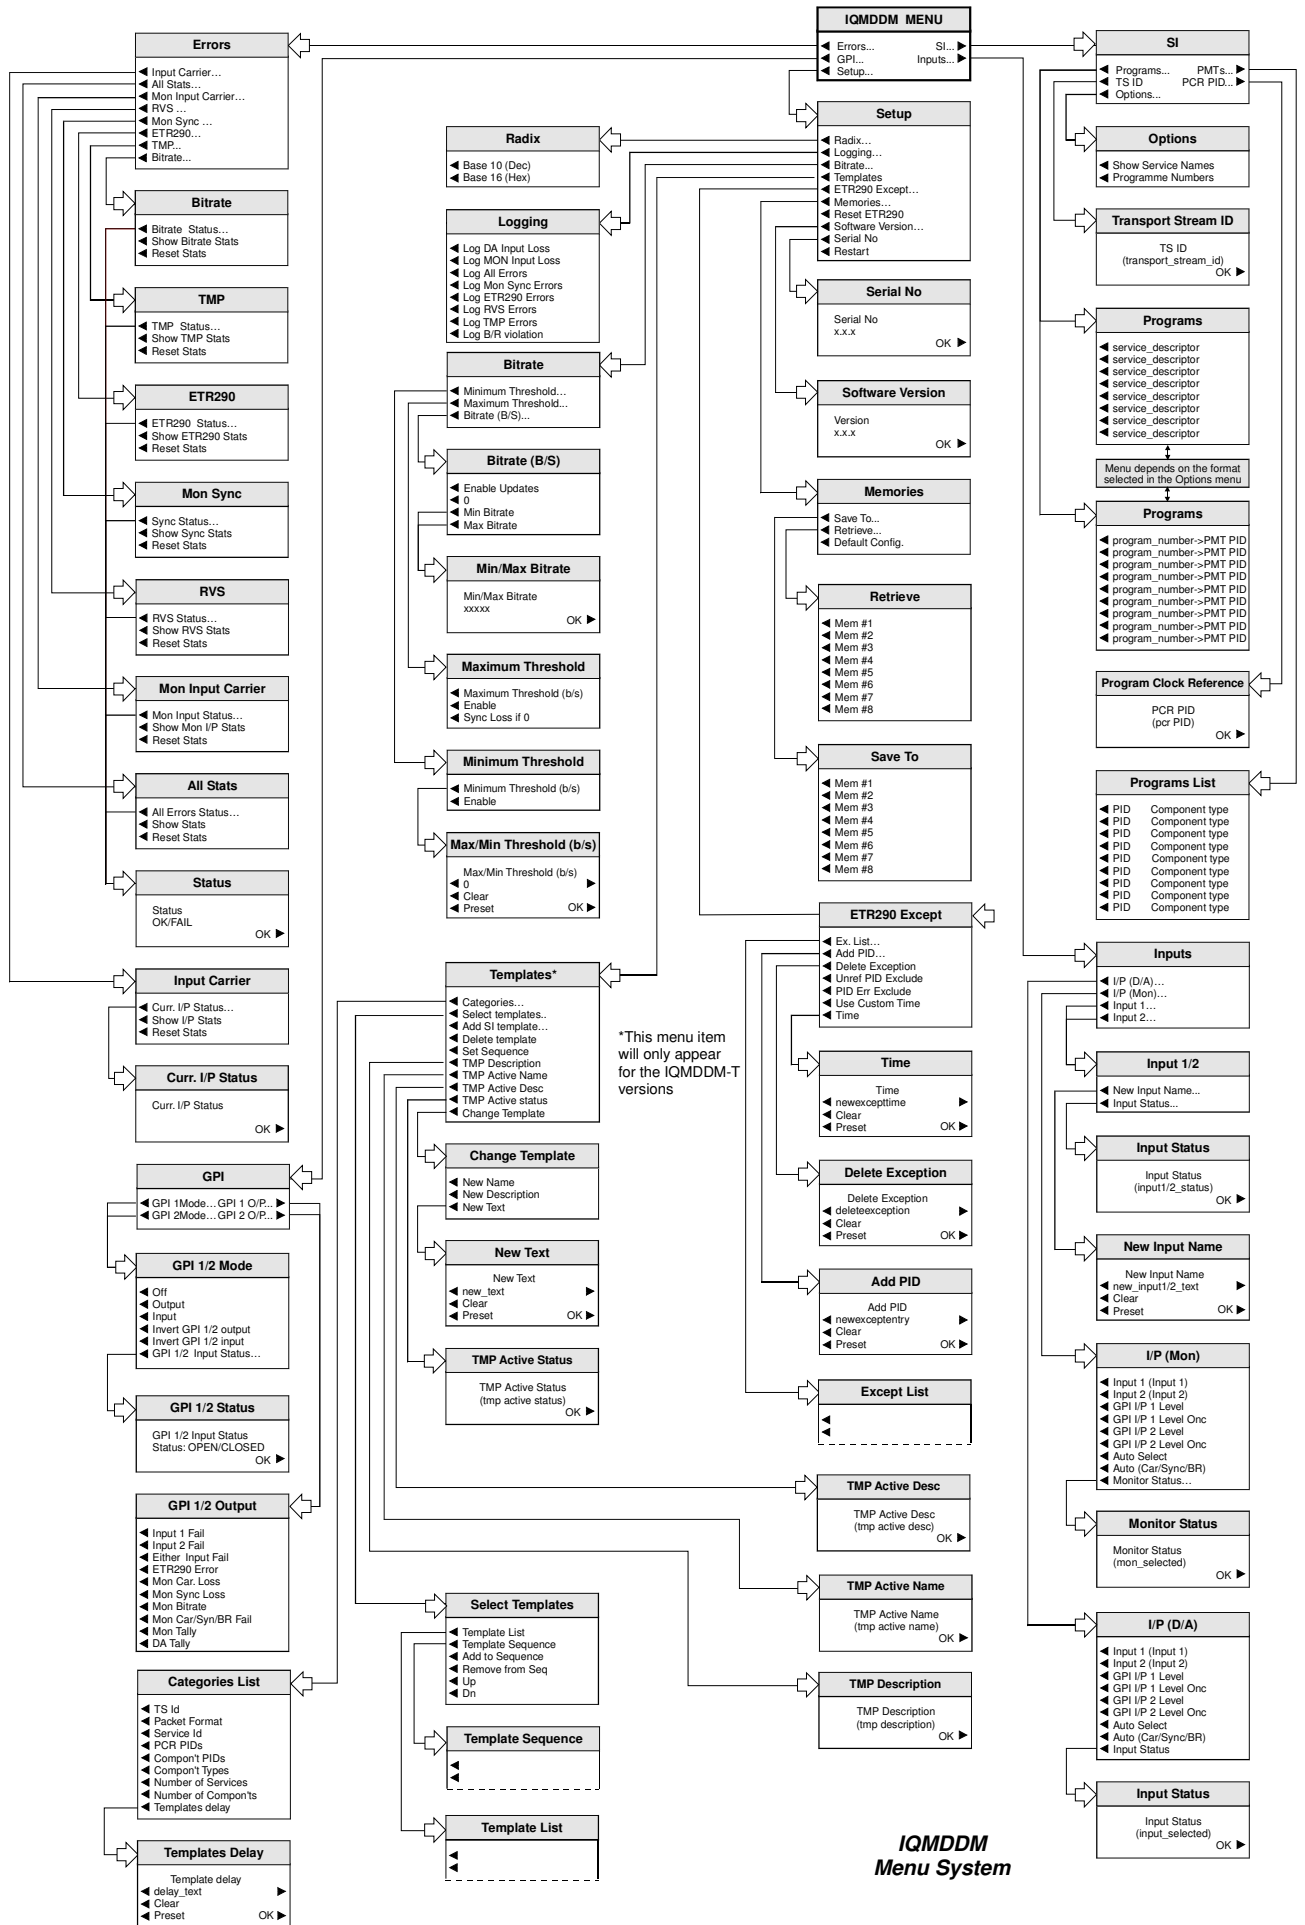 IQMDDM MENU
Errors... SI...
GPI... Inputs...
Setup...
Errors
Input Carrier...
All Stats...
Mon Input Carrier...
RVS ...
Mon Sync ...
ETR290...
TMP...
Bitrate...
Bitrate
Bitrate Status...
Show Bitrate Stats
Reset Stats
TMP
TMP Status...
Show TMP Stats
Reset Stats
ETR290
ETR290 Status...
Show ETR290 Stats
Reset Stats
Mon Sync
Sync Status...
Show Sync Stats
Reset Stats
RVS
RVS Status...
Show RVS Stats
Reset Stats
Mon Input Carrier
Mon Input Status...
Show Mon I/P Stats
Reset Stats
All Stats
All Errors Status...
Show Stats
Reset Stats
Status
Status
OK/FAIL
OK
Input Carrier
Curr. I/P Status...
Show I/P Stats
Reset Stats
Curr. I/P Status
Curr. I/P Status
OK
GPI
GPI 1Mode... GPI 1 O/P...
GPI 2Mode... GPI 2 O/P...
GPI 1/2 Mode
Off
Output
Input
Invert GPI 1/2 output
Invert GPI 1/2 input
GPI 1/2 Input Status...
GPI 1/2 Status
GPI 1/2 Input Status
Status: OPEN/CLOSED
OK
GPI 1/2 Output
Input 1 Fail
Input 2 Fail
Either Input Fail
ETR290 Error
Mon Car. Loss
Mon Sync Loss
Mon Bitrate
Mon Car/Syn/BR Fail
Mon Tally
DA Tally
Categories List
TS Id
Packet Format
Service Id
PCR PIDs
Compon't PIDs
Compon't Types
Number of Services
Number of Compon'ts
Templates delay
Templates Delay
Template delay
delay_text
Clear
Preset OK
Radix
Base 10 (Dec)
Base 16 (Hex)
Logging
Log DA Input Loss
Log MON Input Loss
Log All Errors
Log Mon Sync Errors
Log ETR290 Errors
Log RVS Errors
Log TMP Errors
Log B/R violation
Bitrate
Minimum Threshold...
Maximum Threshold...
Bitrate (B/S)...
Bitrate (B/S)
Enable Updates
0
Min Bitrate
Max Bitrate
Min/Max Bitrate
Min/Max Bitrate
xxxxx
OK
Maximum Threshold
Maximum Threshold (b/s)
Enable
Sync Loss if 0
Minimum Threshold
Minimum Threshold (b/s)
Enable
Max/Min Threshold (b/s)
Max/Min Threshold (b/s)
0
Clear
Preset OK
Templates*
Categories...
Select templates..
Add SI template...
Delete template
Set Sequence
TMP Description
TMP Active Name
TMP Active Desc
TMP Active status
Change Template
*This menu item
will only appear
for the IQMDDM-T
versions
Change Template
New Name
New Description
New Text
New Text
New Text
new_text
Clear
Preset OK
TMP Active Status
TMP Active Status
(tmp active status)
OK
Select Templates
Template List
Template Sequence
Add to Sequence
Remove from Seq
Up
Dn
Template Sequence
Template List
Setup
Radix...
Logging...
Bitrate...
Templates
ETR290 Except...
Memories...
Reset ETR290
Software Version...
Serial No
Restart
Serial No
Serial No
x.x.x
OK
Software Version
Version
x.x.x
OK
Memories
Save To...
Retrieve...
Default Config.
Retrieve
Mem #1
Mem #2
Mem #3
Mem #4
Mem #5
Mem #6
Mem #7
Mem #8
Save To
Mem #1
Mem #2
Mem #3
Mem #4
Mem #5
Mem #6
Mem #7
Mem #8
ETR290 Except
Ex. List...
Add PID...
Delete Exception
Unref PID Exclude
PID Err Exclude
Use Custom Time
Time
Time
Time
newexcepttime
Clear
Preset OK
Delete Exception
Delete Exception
deleteexception
Clear
Preset OK
Add PID
Add PID
newexceptentry
Clear
Preset OK
Except List
TMP Active Desc
TMP Active Desc
(tmp active desc)
OK
TMP Active Name
TMP Active Name
(tmp active name)
OK
TMP Description
TMP Description
(tmp description)
OK
SI
Programs... PMTs...
TS ID PCR PID...
Options...
Options
Show Service Names
Programme Numbers
Transport Stream ID
TS ID
(transport_stream_id)
OK
Programs
service_descriptor
service_descriptor
service_descriptor
service_descriptor
service_descriptor
service_descriptor
service_descriptor
service_descriptor
Menu depends on the format
selected in the Options menu
Programs
program_number->PMT PID
program_number->PMT PID
program_number->PMT PID
program_number->PMT PID
program_number->PMT PID
program_number->PMT PID
program_number->PMT PID
program_number->PMT PID
program_number->PMT PID
Program Clock Reference
PCR PID
(pcr PID)
OK
Programs List
PID Component type
PID Component type
PID Component type
PID Component type
PID Component type
PID Component type
PID Component type
PID Component type
PID Component type
Inputs
I/P (D/A)...
I/P (Mon)...
Input 1...
Input 2...
Input 1/2
New Input Name...
Input Status...
Input Status
Input Status
(input1/2_status)
OK
New Input Name
New Input Name
new_input1/2_text
Clear
Preset OK
I/P (Mon)
Input 1 (Input 1)
Input 2 (Input 2)
GPI I/P 1 Level
GPI I/P 1 Level Onc
GPI I/P 2 Level
GPI I/P 2 Level Onc
Auto Select
Auto (Car/Sync/BR)
Monitor Status...
Monitor Status
Monitor Status
(mon_selected)
OK
I/P (D/A)
Input 1 (Input 1)
Input 2 (Input 2)
GPI I/P 1 Level
GPI I/P 1 Level Onc
GPI I/P 2 Level
GPI I/P 2 Level Onc
Auto Select
Auto (Car/Sync/BR)
Input Status
Input Status
Input Status
(input_selected)
OK
IQMDDM
Menu System